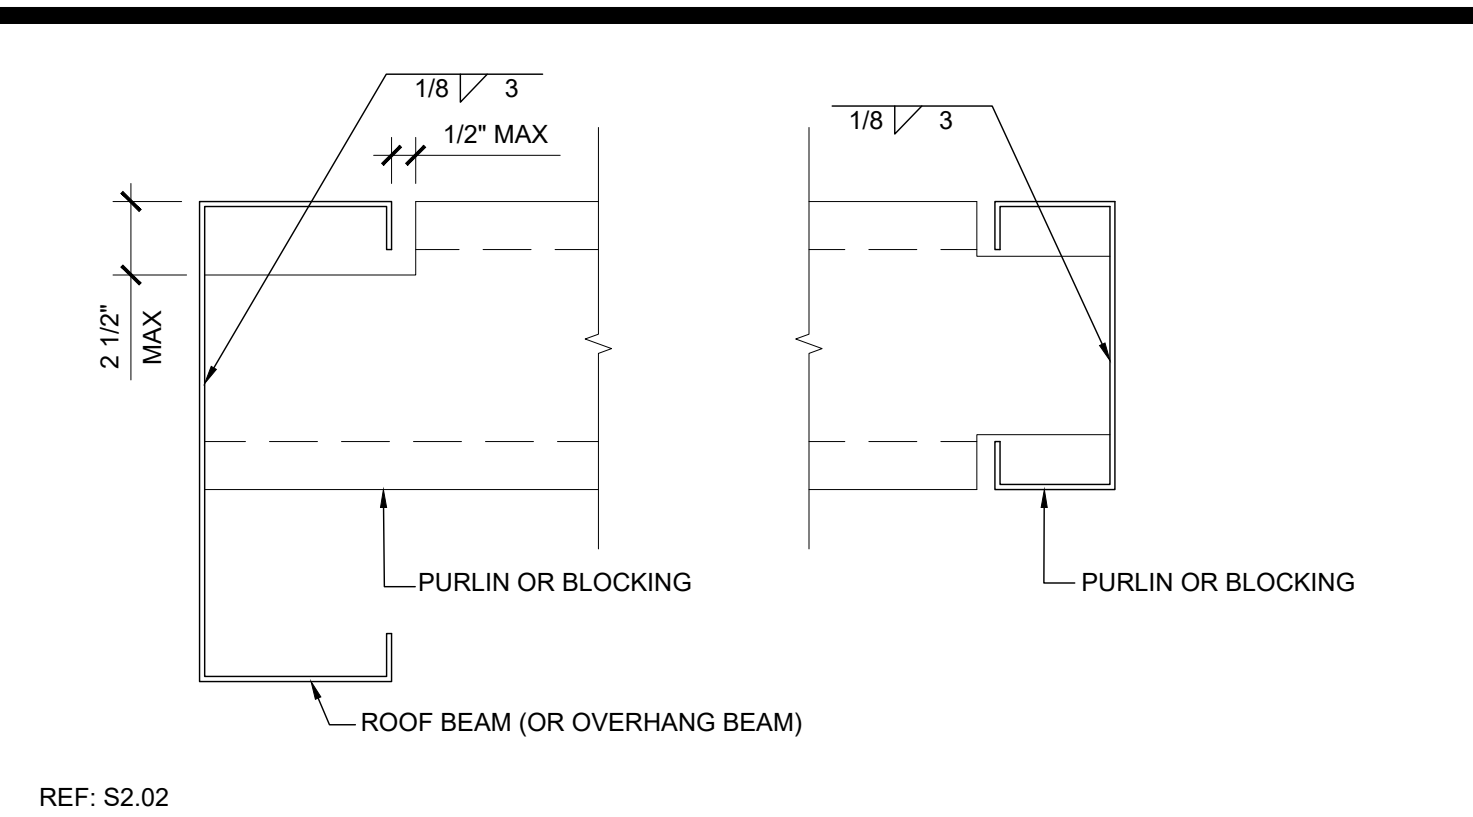 1/8 3
1/2" MAX
1/8 3
2 1/2"
MAX
PURLIN OR BLOCKING
PURLIN OR BLOCKING
ROOF BEAM (OR OVERHANG BEAM)
REF: S2.02